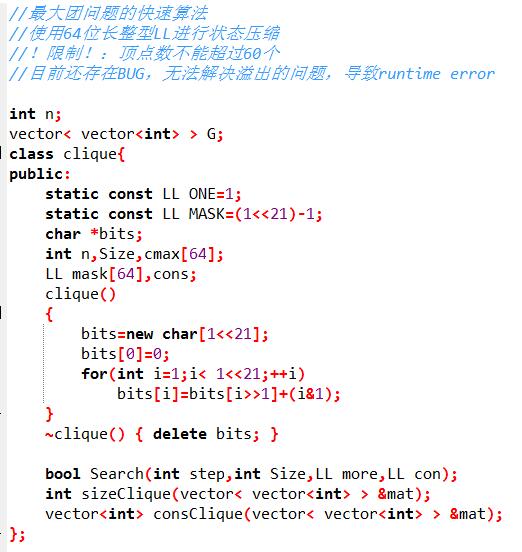 //最大团问题的快速算法
//使用64位长整型LL进行状态压缩
//！限制！：顶点数不能超过60个
//目前还存在BUG，无法解决溢出的问题，导致runtime error
int n;
vector< vector<int> > G;
class clique{
public:
static const LL ONE=1;
static const LL MASK=(1<<21)-1;
char *bits;
int n,Size,cmax[64];
LL mask[64],cons;
clique()
{
bits=new char[1<<21];
bits[0]=0;
for(int i=1;i< 1<<21;++i)
bits[i]=bits[i>>1]+(i&1);
}
~clique() { delete bits; }
bool Search(int step,int Size,LL more,LL con);
int sizeClique(vector< vector<int> > &mat);
vector<int> consClique(vector< vector<int> > &mat);
};